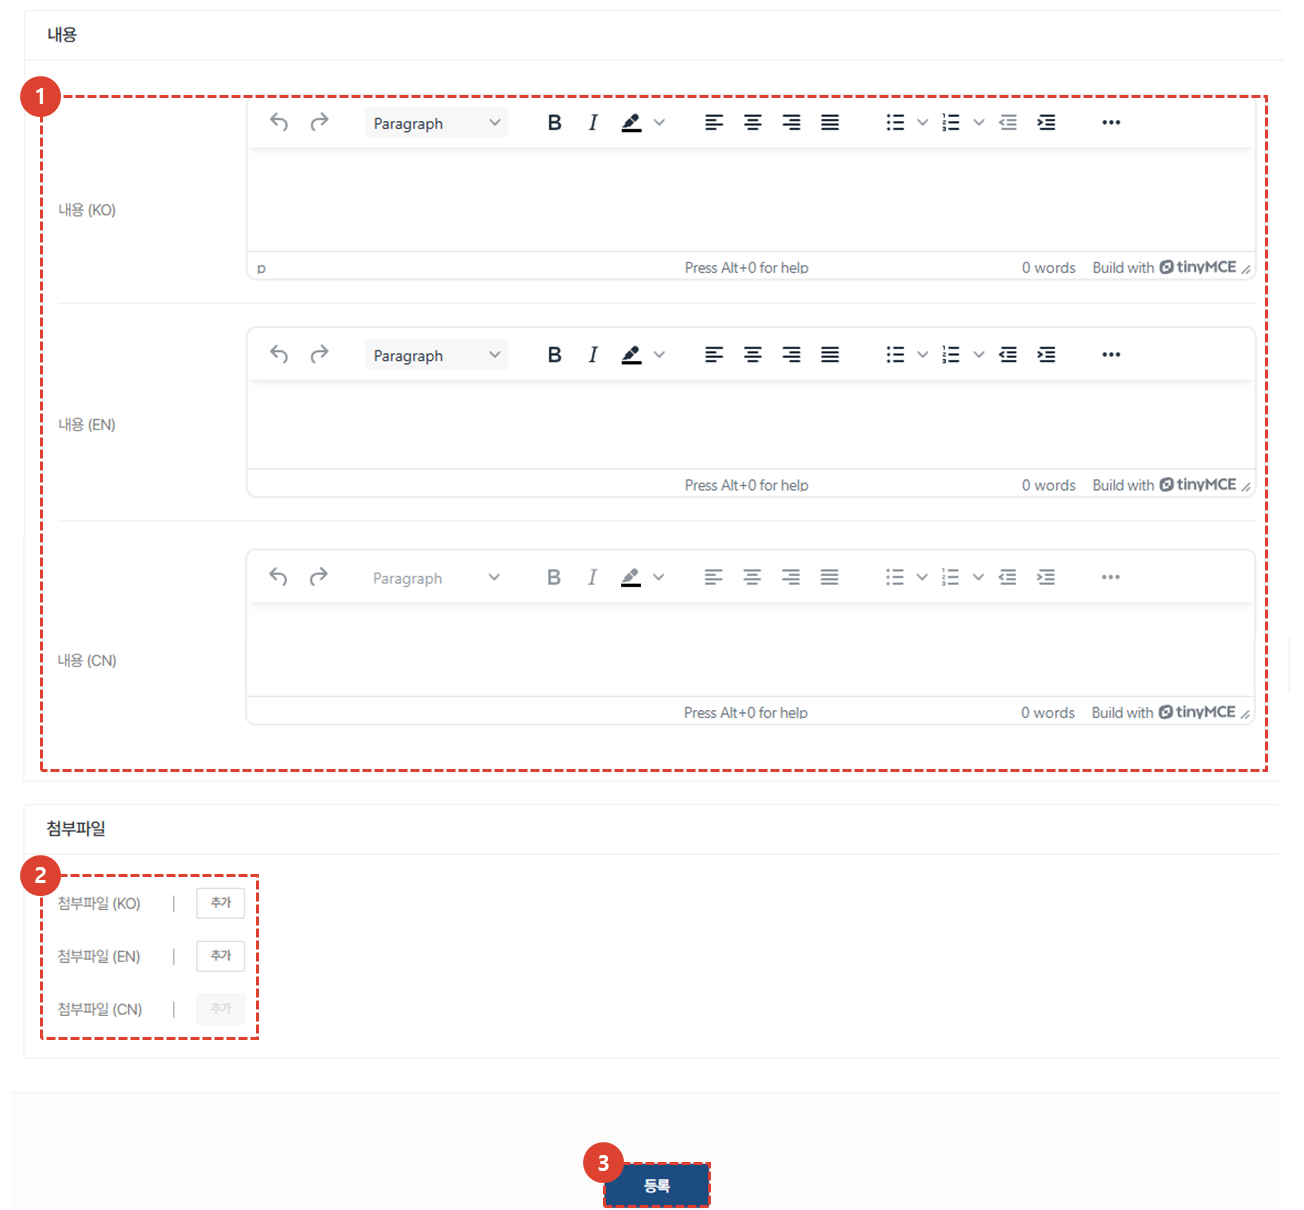 내용
1
Paragraph B I
내용 (KO)
p Press Alt+0 for help 0 words Build with tinyMCE
Paragraph B I
내용 (EN)
Press Alt+0 for help 0 words Build with tinyMCE
Paragraph B I
내용 (CN)
Press Alt+0 for help 0 words Build with tinyMCE
첨부파일
2
첨부파일 (KO) | 추가
첨부파일 (EN) | 추가
첨부파일 (CN) | 추가
3
등록